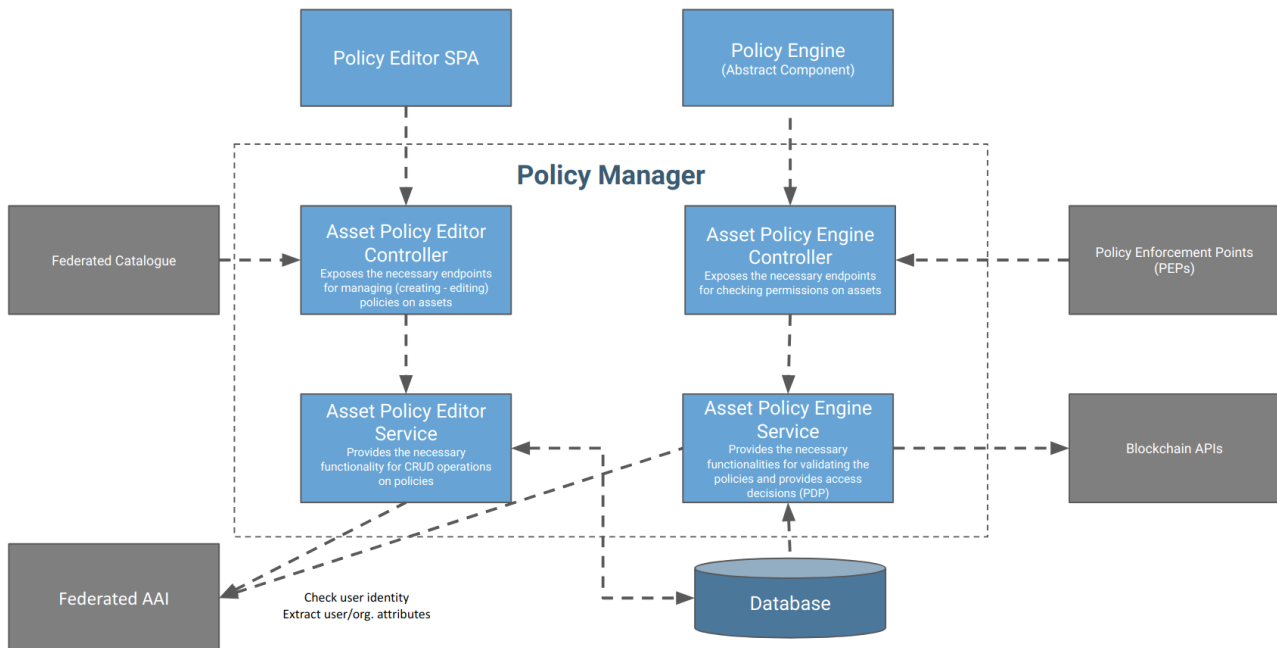 Policy Editor SPA
Policy Engine
(Abstract Component)
Policy Manager
Federated Catalogue
Asset Policy Editor
Controller
Exposes the necessary endpoints
for managing (creating - editing)
policies on assets
Asset Policy Engine
Controller
Exposes the necessary endpoints
for checking permissions on assets
Policy Enforcement Points
(PEPs)
Asset Policy Editor
Service
Provides the necessary
functionality for CRUD operations
on policies
Asset Policy Engine
Service
Provides the necessary
functionalities for validating the
policies and provides access
decisions (PDP)
Blockchain APIs
Federated AAI
Check user identity
Extract user/org. attributes
Database